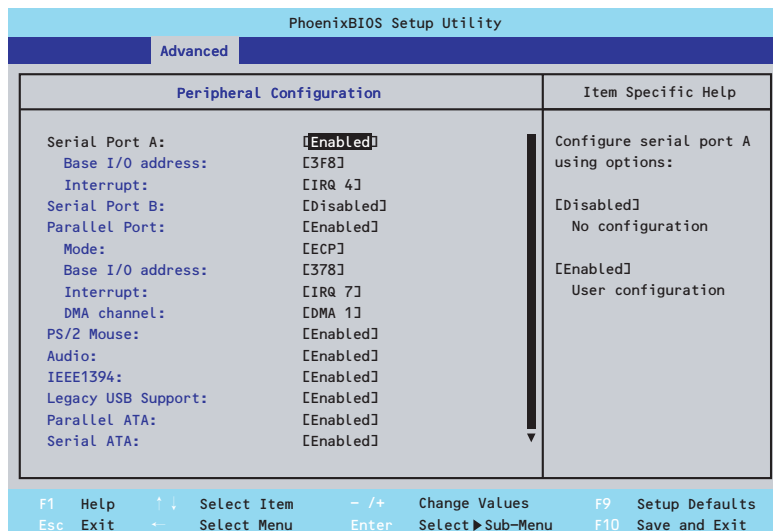 PhoenixBIOS Setup Utility
Advanced
Peripheral Configuration
Item Specific Help
Serial Port A: [Enabled]
Base I/O address: [3F8]
Interrupt: [IRQ 4]
Serial Port B: [Disabled]
Parallel Port: [Enabled]
Mode: [ECP]
Base I/O address: [378]
Interrupt: [IRQ 7]
DMA channel: [DMA 1]
PS/2 Mouse: [Enabled]
Audio: [Enabled]
IEEE1394: [Enabled]
Legacy USB Support: [Enabled]
Parallel ATA: [Enabled]
Serial ATA: [Enabled]
Configure serial port A
using options:
[Disabled]
No configuration
[Enabled]
User configuration
F1 Help ↑↓ Select Item - /+ Change Values F9 Setup Defaults
Esc Exit ← Select Menu Enter Select▶Sub-Menu F10 Save and Exit